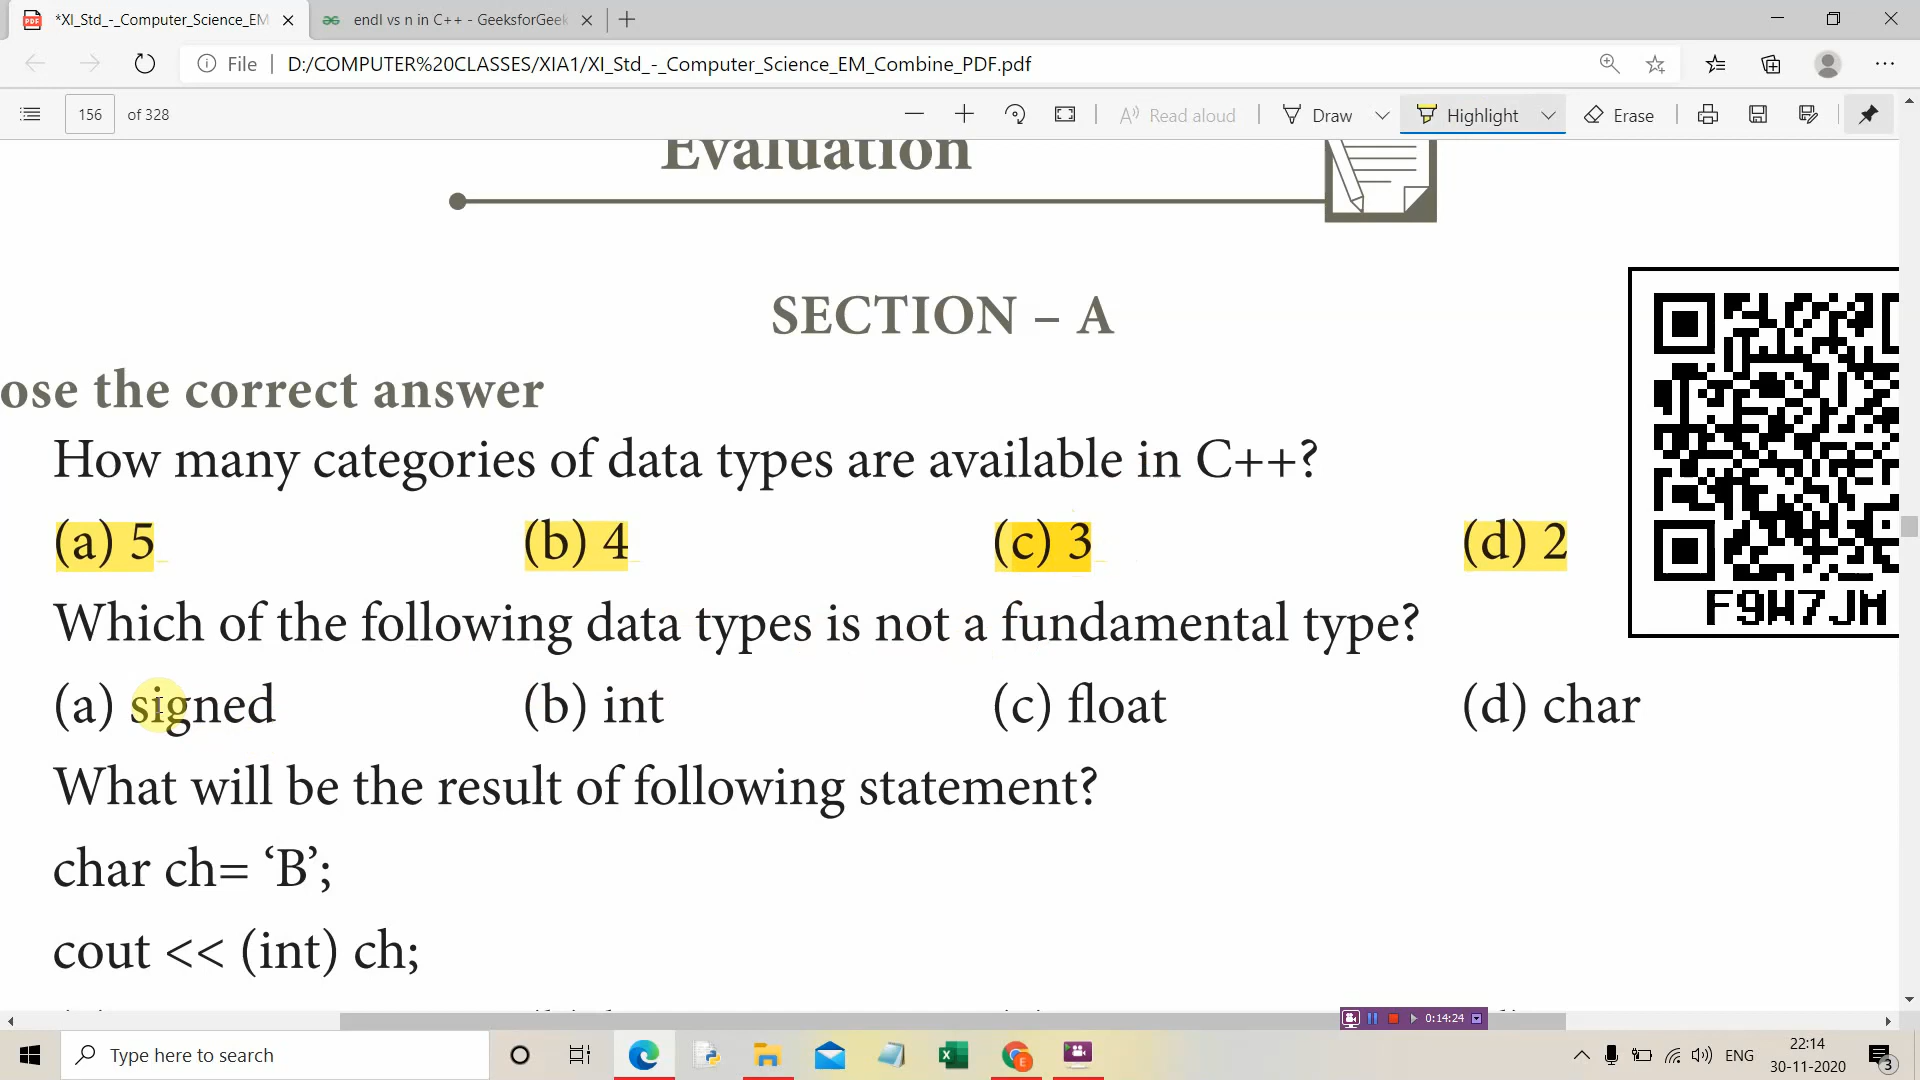 *XI_Std_-_Computer_Science_EM
endl vs n in C++ - GeeksforGeek
File
D:/COMPUTER%20CLASSES/XIA1/XI_Std_-_Computer_Science_EM_Combine_PDF.pdf
156 of 328
Read aloud
Draw
Highlight
Erase
Evaluation
SECTION – A
ose the correct answer
How many categories of data types are available in C++?
(a) 5 (b) 4 (c) 3 (d) 2
F9W7JM
Which of the following data types is not a fundamental type?
(a) signed (b) int (c) float (d) char
What will be the result of following statement?
char ch= ‘B’;
cout << (int) ch;
0:14:24
Type here to search
ENG
22:14
30-11-2020
3